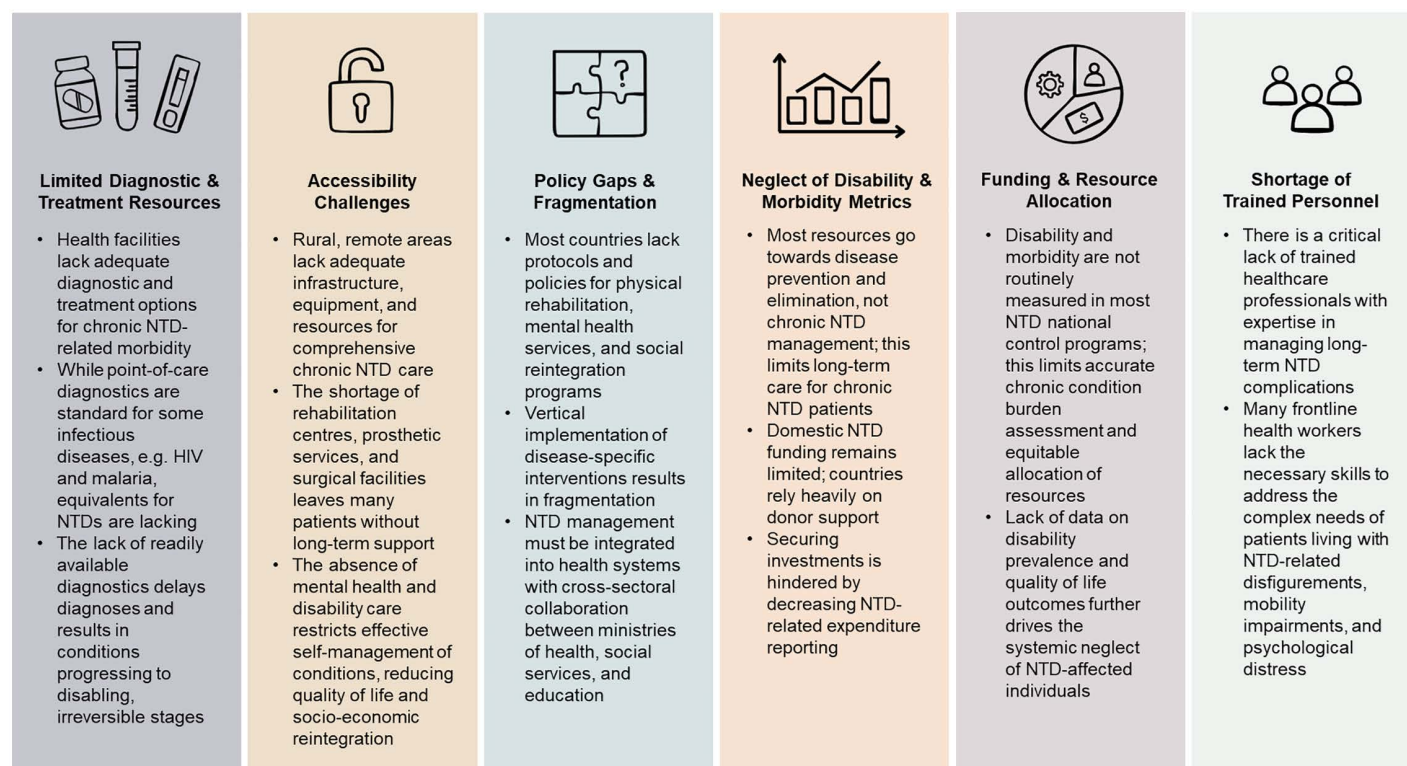 Limited Diagnostic &
Treatment Resources
• Health facilities
lack adequate
diagnostic and
treatment options
for chronic NTD-
related morbidity
• While point-of-care
diagnostics are
standard for some
infectious
diseases, e.g. HIV
and malaria,
equivalents for
NTDs are lacking
• The lack of readily
available
diagnostics delays
diagnoses and
results in
conditions
progressing to
disabling,
irreversible stages
Accessibility
Challenges
• Rural, remote areas
lack adequate
infrastructure,
equipment, and
resources for
comprehensive
chronic NTD care
• The shortage of
rehabilitation
centres, prosthetic
services, and
surgical facilities
leaves many
patients without
long-term support
• The absence of
mental health and
disability care
restricts effective
self-management of
conditions, reducing
quality of life and
socio-economic
reintegration
?
Policy Gaps &
Fragmentation
• Most countries lack
protocols and
policies for physical
rehabilitation,
mental health
services, and social
reintegration
programs
• Vertical
implementation of
disease-specific
interventions results
in fragmentation
• NTD management
must be integrated
into health systems
with cross-sectoral
collaboration
between ministries
of health, social
services, and
education
Neglect of Disability &
Morbidity Metrics
• Most resources go
towards disease
prevention and
elimination, not
chronic NTD
management; this
limits long-term
care for chronic
NTD patients
• Domestic NTD
funding remains
limited; countries
rely heavily on
donor support
• Securing
investments is
hindered by
decreasing NTD-
related expenditure
reporting
$
Funding & Resource
Allocation
• Disability and
morbidity are not
routinely
measured in most
NTD national
control programs;
this limits accurate
chronic condition
burden
assessment and
equitable
allocation of
resources
• Lack of data on
disability
prevalence and
quality of life
outcomes further
drives the
systemic neglect
of NTD-affected
individuals
Shortage of
Trained Personnel
• There is a critical
lack of trained
healthcare
professionals with
expertise in
managing long-
term NTD
complications
• Many frontline
health workers
lack the
necessary skills to
address the
complex needs of
patients living with
NTD-related
disfigurements,
mobility
impairments, and
psychological
distress